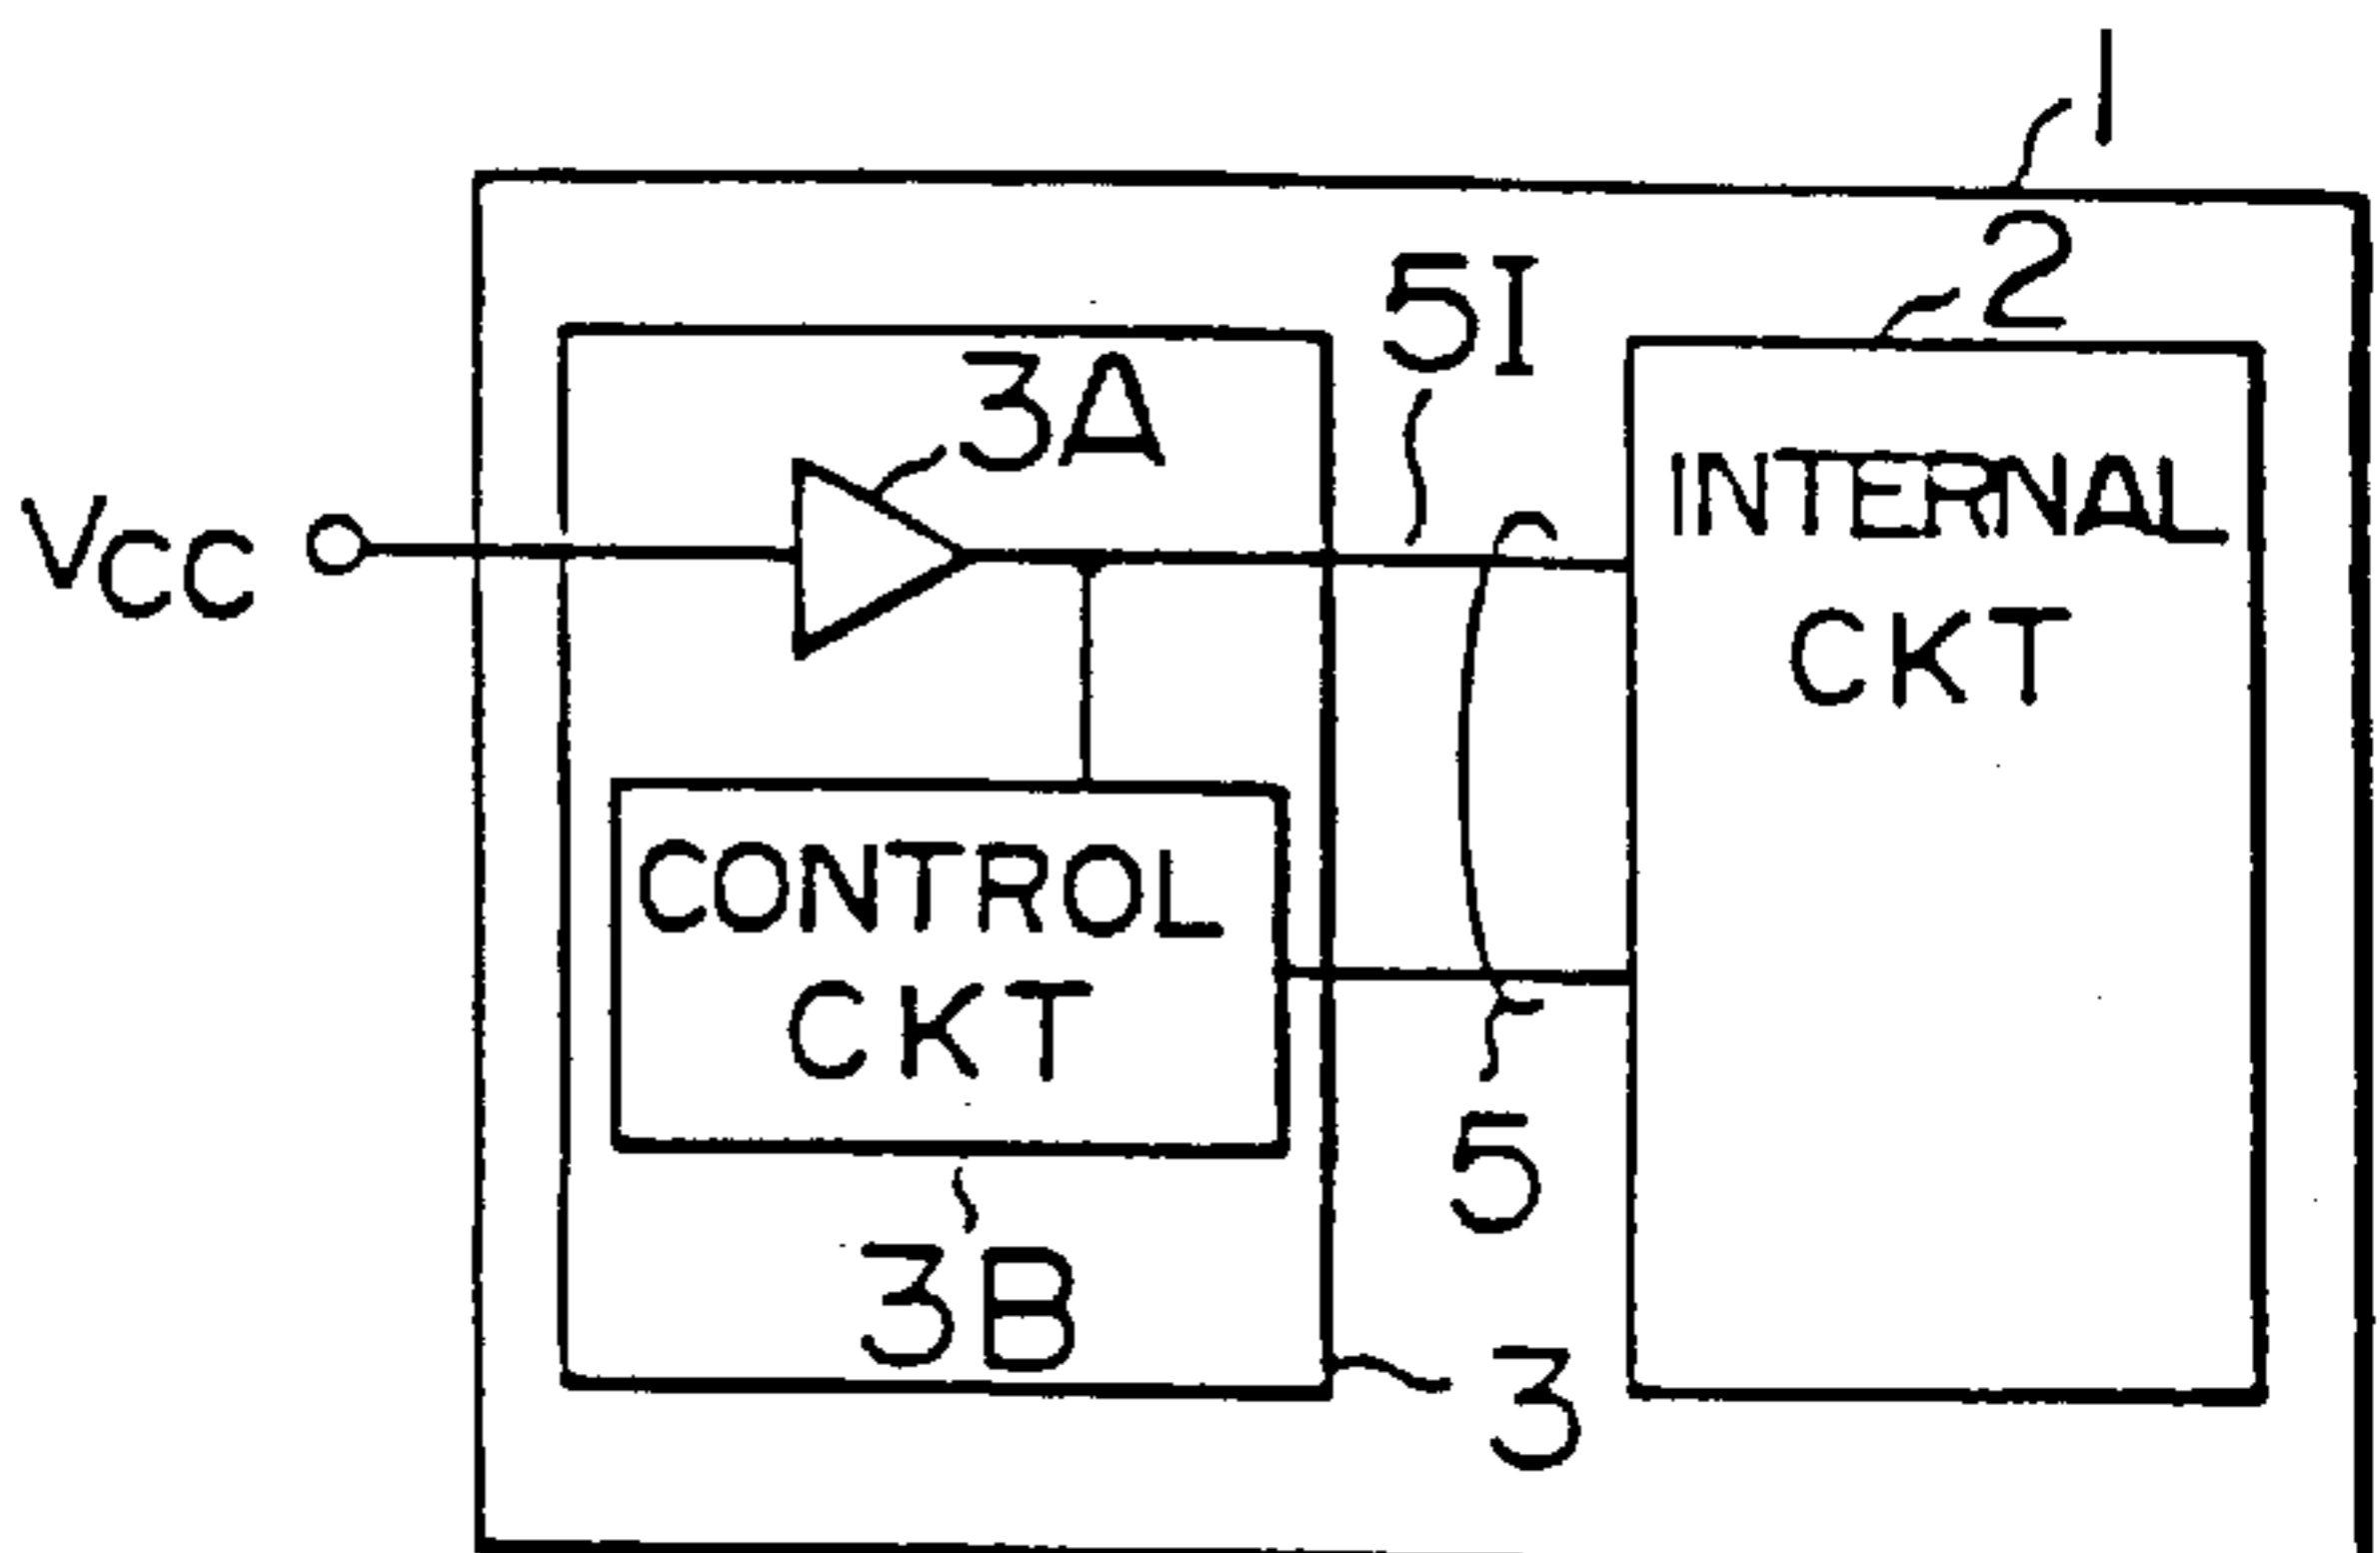 1
2
5I
3A
INTERNAL
CKT
VCC
CONTROL
CKT
5
3B
3